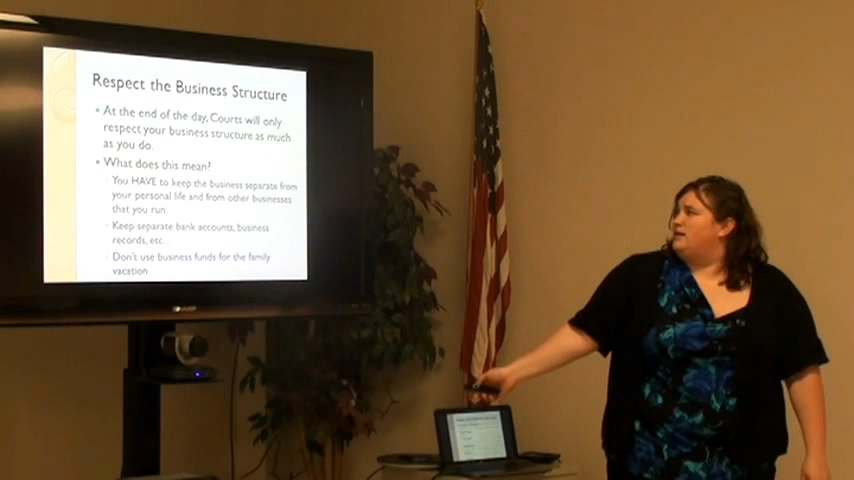 Respect the Business Structure
• At the end of the day, Courts will only
respect your business structure as much
as you do.
• What does this mean?
◦ You HAVE to keep the business separate from
your personal life and from other businesses
that you run.
◦ Keep separate bank accounts, business
records, etc…
◦ Don't use business funds for the family
vacation
SHARP